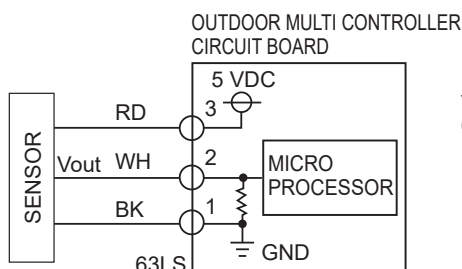 OUTDOOR MULTI CONTROLLER
CIRCUIT BOARD
5 VDC
RD
3
SENSOR
Vout WH
2
MICRO
PROCESSOR
BK
1
GND
63LS